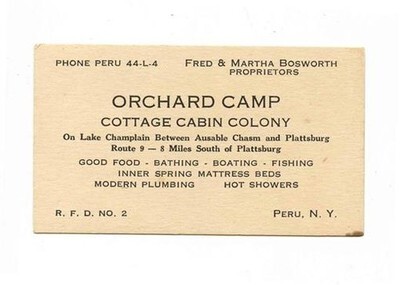 PHONE PERU 44-L-4 FRED & MARTHA BOSWORTH
PROPRIETORS
ORCHARD CAMP
COTTAGE CABIN COLONY
On Lake Champlain Between Ausable Chasm and Plattsburg
Route 9 — 8 Miles South of Plattsburg
GOOD FOOD - BATHING - BOATING - FISHING
INNER SPRING MATTRESS BEDS
MODERN PLUMBING HOT SHOWERS
R. F. D. NO. 2 PERU, N. Y.